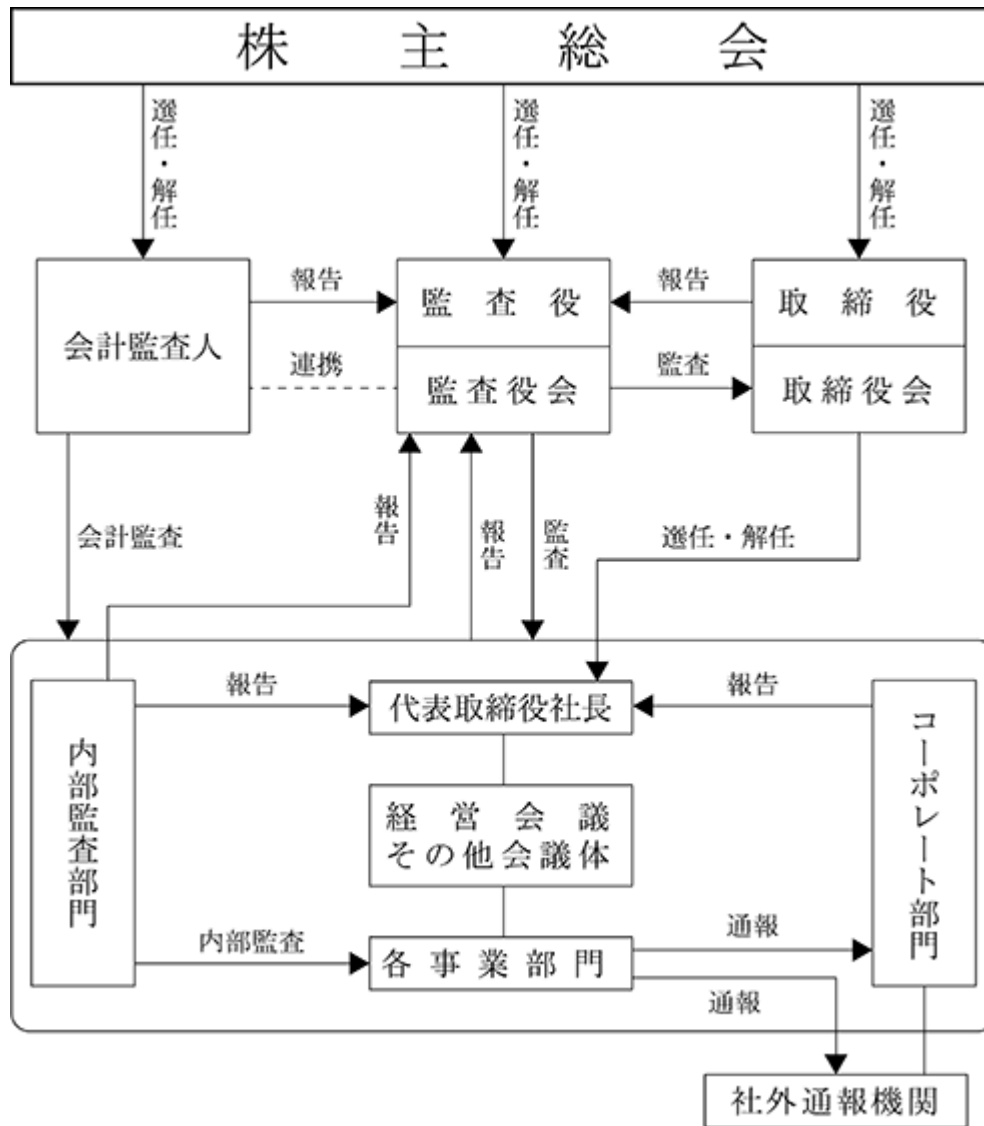 株主総会
選任・解任
選任・解任
選任・解任
会計監査人
報告
監査役
報告
取締役
連携
監査役会
監査
取締役会
会計監査
報告
報告
監査
選任・解任
内部監査部門
報告
代表取締役社長
報告
コーポレート部門
経営会議
その他会議体
内部監査
各事業部門
通報
通報
社外通報機関